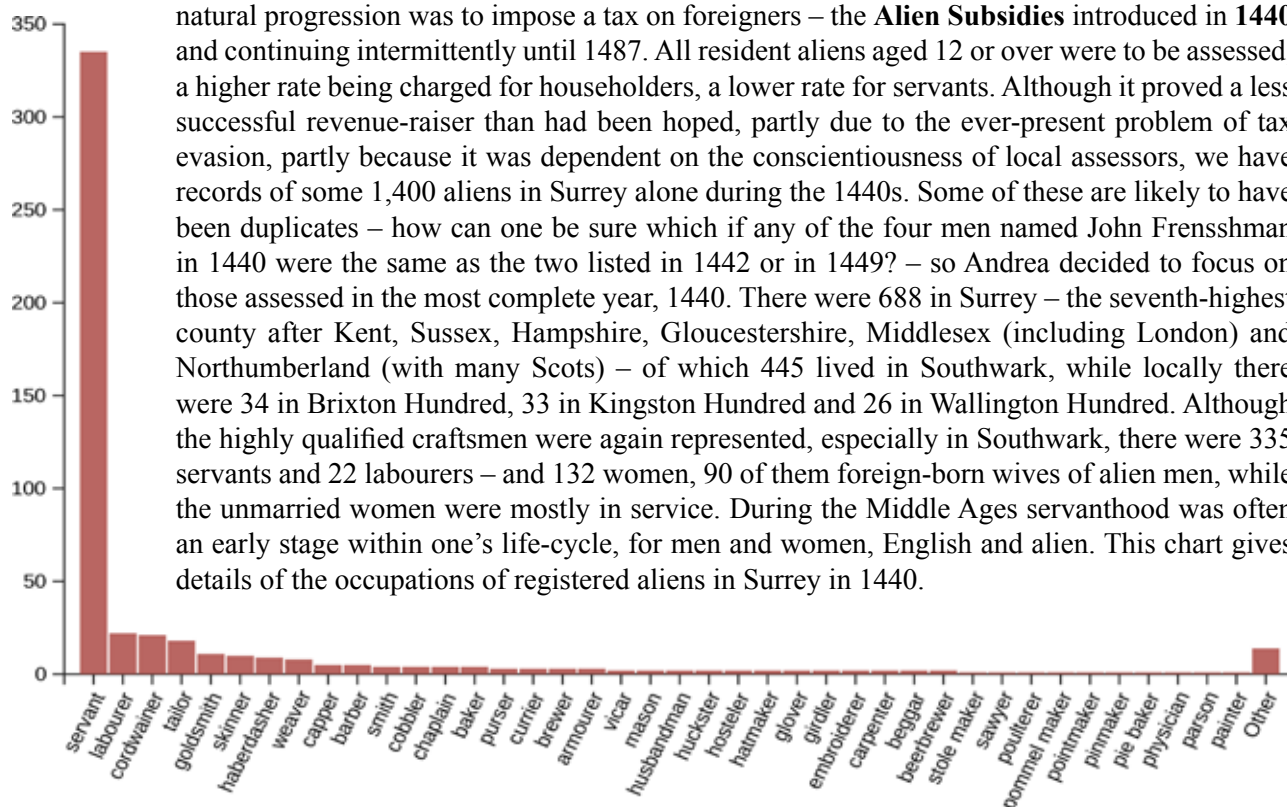 natural progression was to impose a tax on foreigners – the Alien Subsidies introduced in 1440
and continuing intermittently until 1487. All resident aliens aged 12 or over were to be assessed
a higher rate being charged for householders, a lower rate for servants. Although it proved a less
successful revenue-raiser than had been hoped, partly due to the ever-present problem of tax
evasion, partly because it was dependent on the conscientiousness of local assessors, we have
records of some 1,400 aliens in Surrey alone during the 1440s. Some of these are likely to have
been duplicates – how can one be sure which if any of the four men named John Frensshman
in 1440 were the same as the two listed in 1442 or in 1449? – so Andrea decided to focus on
those assessed in the most complete year, 1440. There were 688 in Surrey – the seventh-highest
county after Kent, Sussex, Hampshire, Gloucestershire, Middlesex (including London) and
Northumberland (with many Scots) – of which 445 lived in Southwark, while locally there
were 34 in Brixton Hundred, 33 in Kingston Hundred and 26 in Wallington Hundred. Although
the highly qualified craftsmen were again represented, especially in Southwark, there were 335
servants and 22 labourers – and 132 women, 90 of them foreign-born wives of alien men, while
the unmarried women were mostly in service. During the Middle Ages servanthood was often
an early stage within one's life-cycle, for men and women, English and alien. This chart gives
details of the occupations of registered aliens in Surrey in 1440.
350
300
250
200
150
100
50
0
servant
labourer
cordwainer
tailor
goldsmith
skinner
haberdasher
weaver
capper
barber
smith
cobbler
chaplain
baker
purser
currier
brewer
armourer
vicar
mason
husbandman
huckster
hosteler
hatmaker
glover
girdler
embroiderer
carpenter
beggar
beerbrewer
stole maker
sawyer
poulterer
pommel maker
pointmaker
pinmaker
pie baker
physician
parson
painter
Other